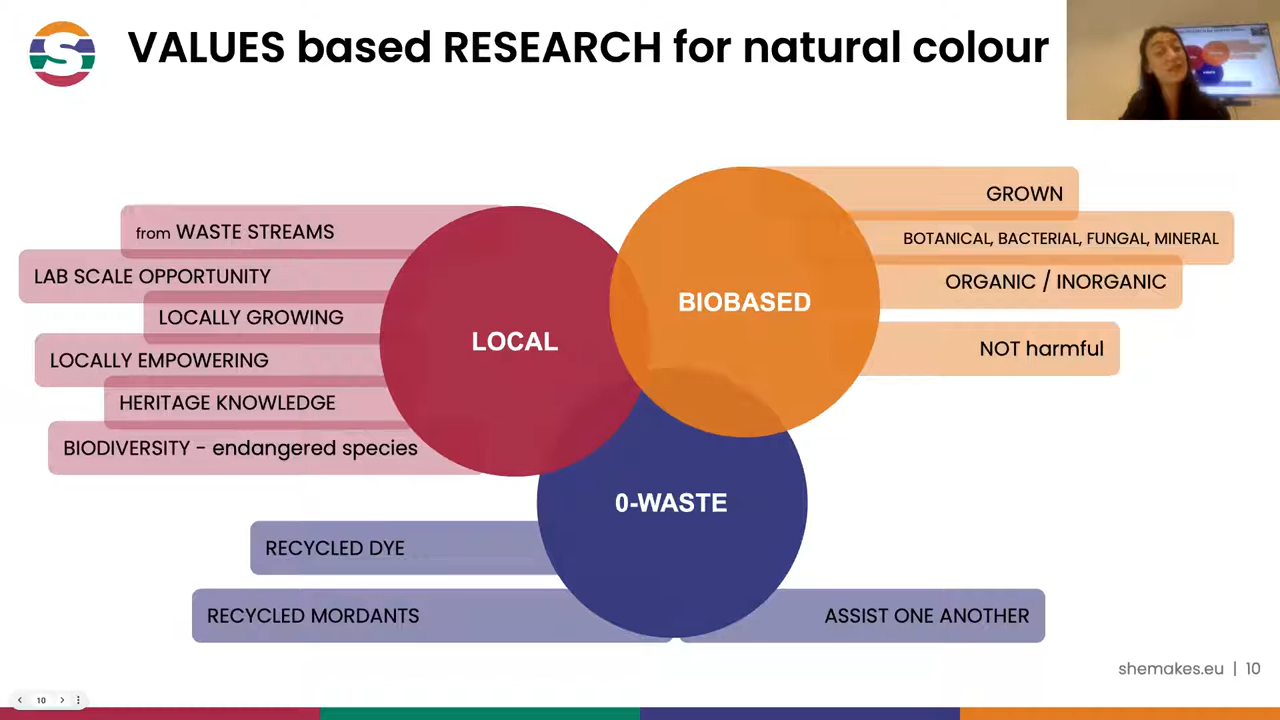 VALUES based RESEARCH for natural colour
from WASTE STREAMS
LAB SCALE OPPORTUNITY
LOCALLY GROWING
LOCALLY EMPOWERING
HERITAGE KNOWLEDGE
BIODIVERSITY - endangered species
LOCAL
BIOBASED
GROWN
BOTANICAL, BACTERIAL, FUNGAL, MINERAL
ORGANIC / INORGANIC
NOT harmful
0-WASTE
RECYCLED DYE
RECYCLED MORDANTS
ASSIST ONE ANOTHER
shemakes.eu | 10
10